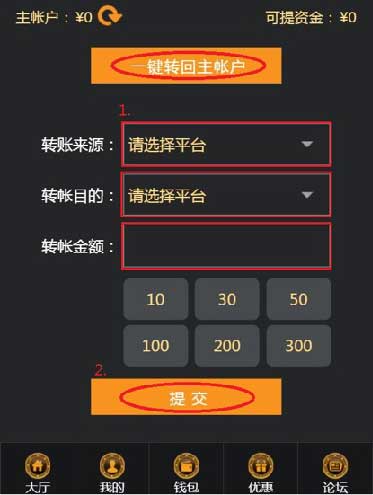 主帐户：¥0 可提资金：¥0
一键转回主帐户
1.
转账来源： 请选择平台
转帐目的： 请选择平台
转帐金额：
10 30 50
100 200 300
2.
提 交
大厅 我的 钱包 优惠 论坛